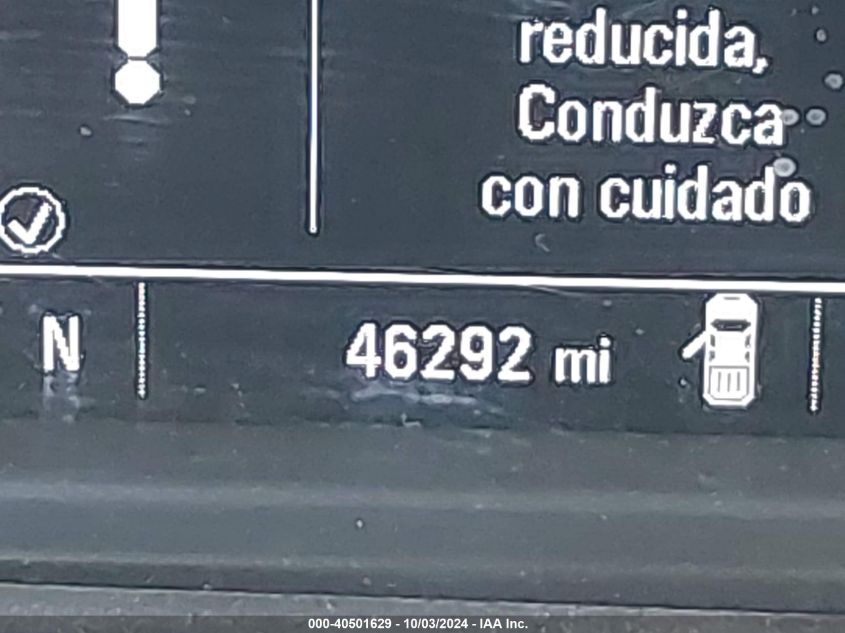 reducida,
Conduzca
con cuidado
N
46292 mi
000-40501629 - 10/03/2024 - IAA Inc.